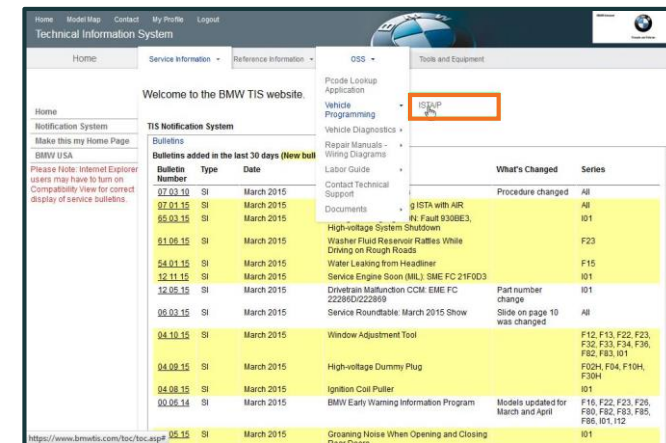 Home Model Map Contact My Profile Logout
Technical Information System
Home Service Information Reference Information OSS Tools and Equipment
Pcode Lookup
Application
Vehicle
Programming
ISTA/P
Vehicle Diagnostics
Repair Manuals -
Wiring Diagrams
Labor Guide
Contact Technical
Support
Documents
Home
Notification System
Make this my Home Page
BMW USA
Please Note: Internet Explorer
users may have to turn on
Compatibility View for correct
display of service bulletins.
Welcome to the BMW TIS website.
TIS Notification System
Bulletins
Bulletins added in the last 30 days (New bull
Bulletin Number Type Date What's Changed Series
07 03 10 SI March 2015 Procedure changed All
07 01 15 SI March 2015 g ISTA with AIR All
65 03 15 SI March 2015 N: Fault 930BE3, I01
High-voltage System Shutdown
61 06 15 SI March 2015 Washer Fluid Reservoir Rattles While F23
Driving on Rough Roads
54 01 15 SI March 2015 Water Leaking from Headliner F15
12 11 15 SI March 2015 Service Engine Soon (MIL): SME FC 21F0D3 I01
12 05 15 SI March 2015 Drivetrain Malfunction CCM: EME FC Part number I01
22286D/222869 change
06 03 15 SI March 2015 Service Roundtable: March 2015 Show Slide on page 10 All
was changed
04 10 15 SI March 2015 Window Adjustment Tool F12, F13, F22, F23,
F32, F33, F34, F36,
F82, F83, I01
04 09 15 SI March 2015 High-voltage Dummy Plug F02H, F04, F10H,
F30H
04 08 15 SI March 2015 Ignition Coil Puller I01
00 06 14 SI March 2015 BMW Early Warning Information Program Models updated for F16, F22, F23, F26,
March and April F80, F82, F83, F85,
F86, I01, I12
05 15 SI March 2015 Groaning Noise When Opening and Closing I01
https://www.bmwtis.com/toc/toc.asp#